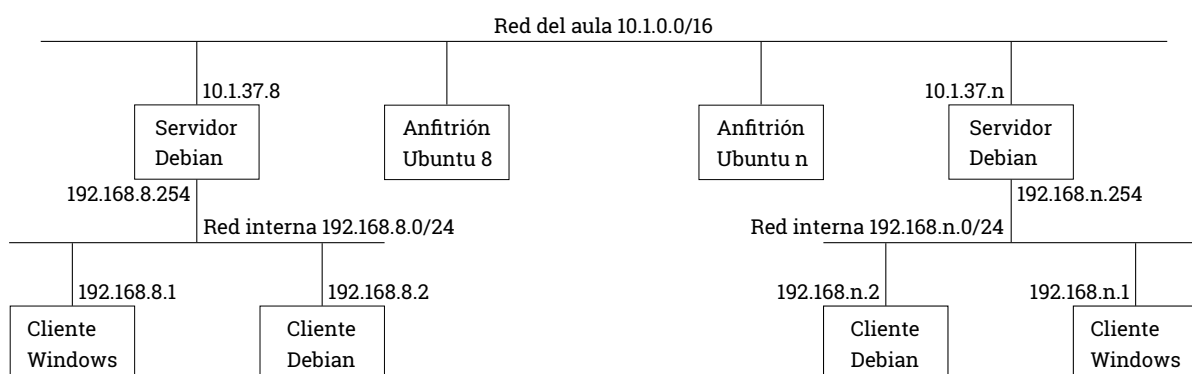 Red del aula 10.1.0.0/16
10.1.37.8
10.1.37.n
Servidor
Debian
Anfitrión
Ubuntu 8
Anfitrión
Ubuntu n
Servidor
Debian
192.168.8.254
192.168.n.254
Red interna 192.168.8.0/24
Red interna 192.168.n.0/24
192.168.8.1
192.168.8.2
192.168.n.2
192.168.n.1
Cliente
Windows
Cliente
Debian
Cliente
Debian
Cliente
Windows